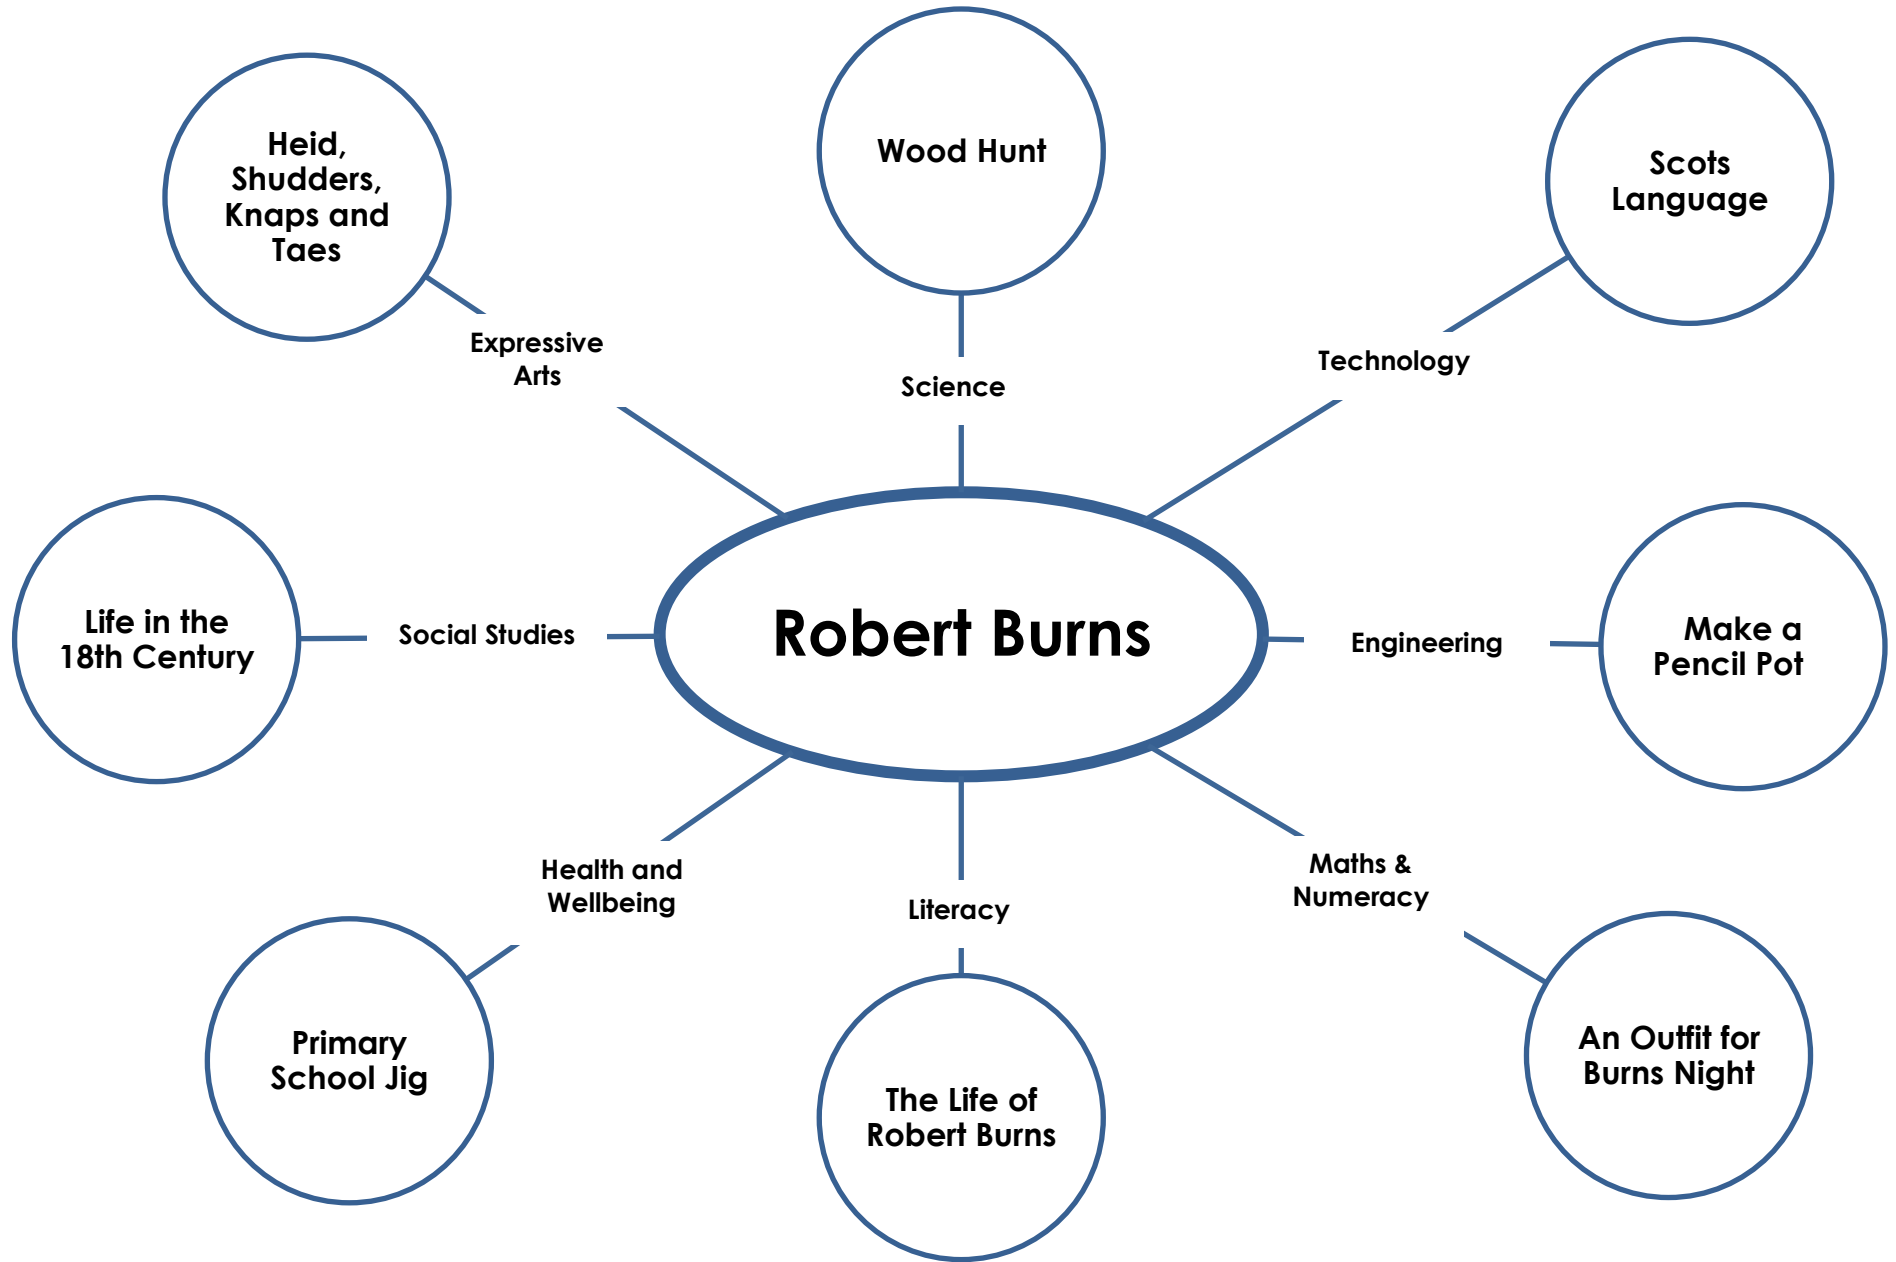 Heid,
Shudders,
Knaps and
Taes
Wood Hunt
Scots
Language
Expressive
Arts
Science
Technology
Life in the
18th Century
Social Studies
Robert Burns
Engineering
Make a
Pencil Pot
Health and
Wellbeing
Literacy
Maths &
Numeracy
Primary
School Jig
The Life of
Robert Burns
An Outfit for
Burns Night